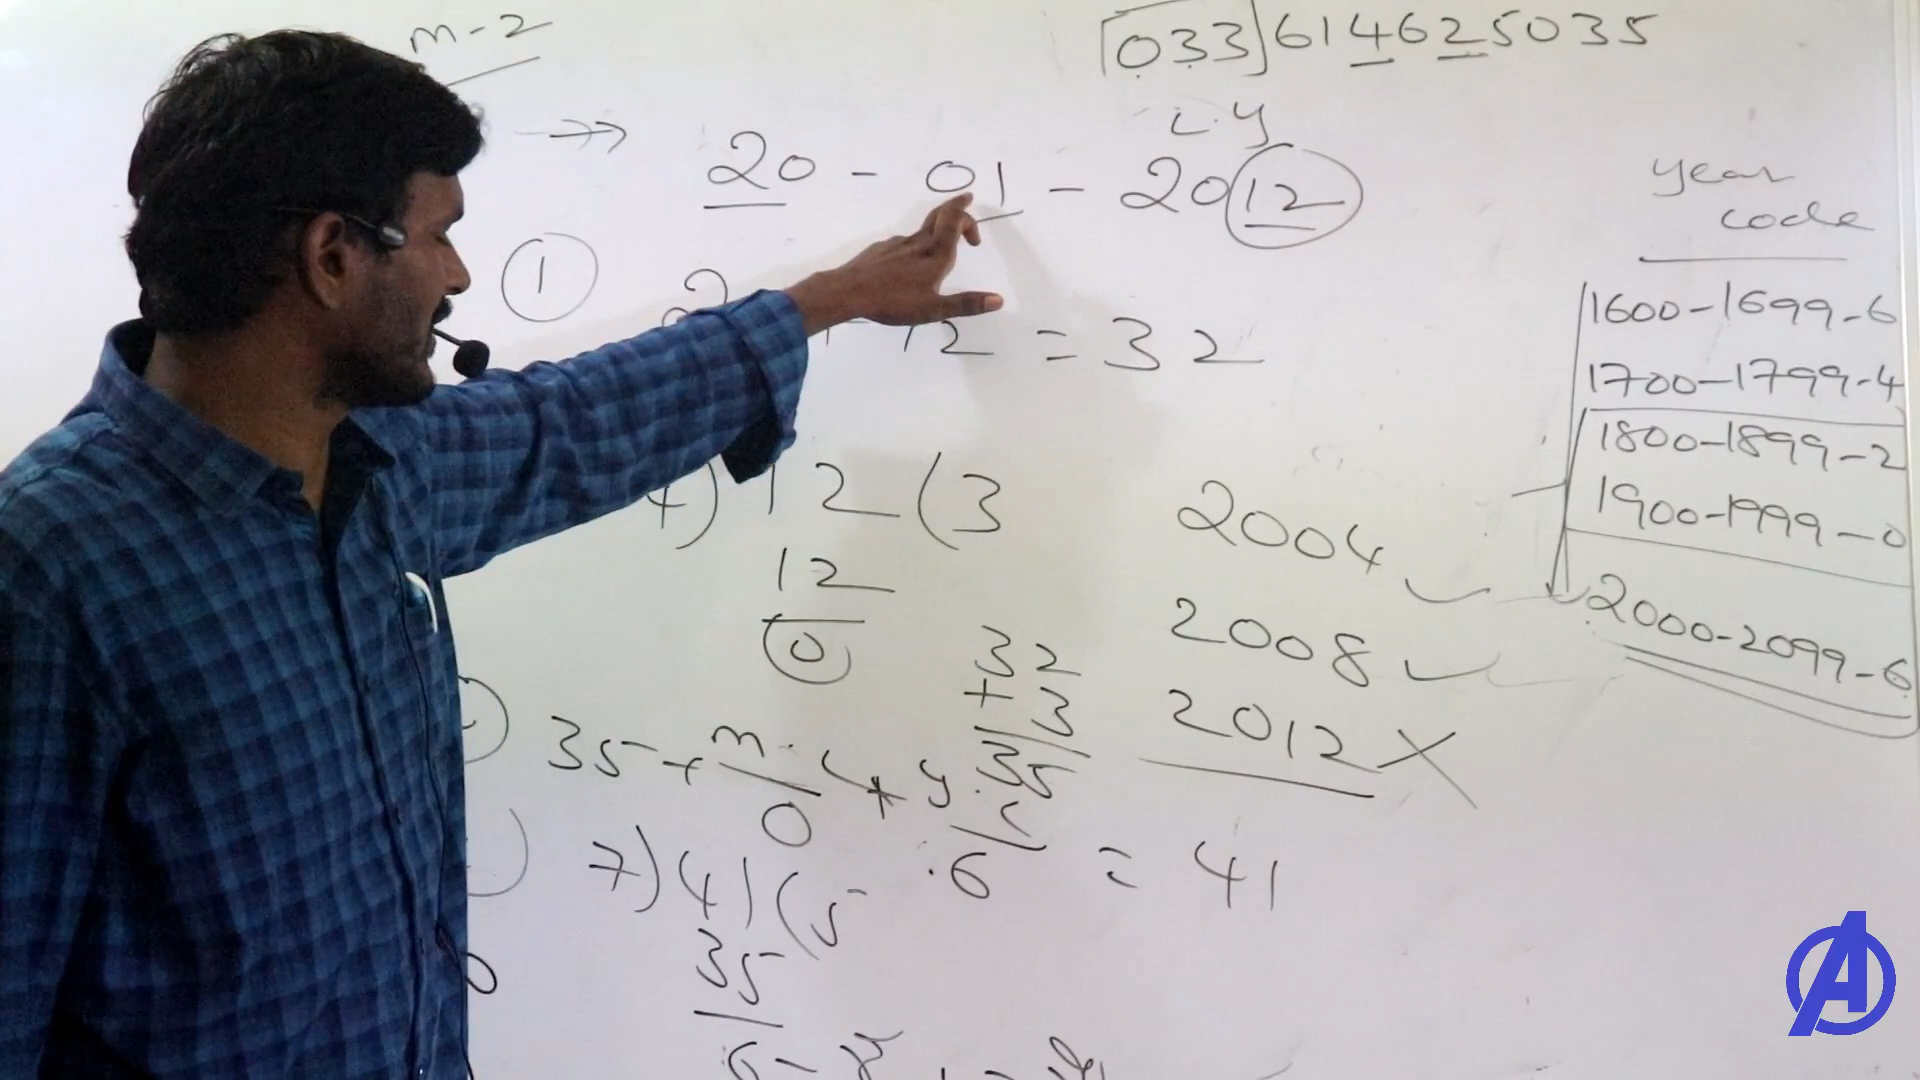 m-2
[033]614625035
L.y
20 - 01 - 2012
year
code
1
1600-1699-6
12 = 32
1700-1799-4
1800-1899-2
12 (3
1900-1999-0
2004
12
0
2000-2099-6
2008
32
+3
35
2012 X
35 + m.c + y.c
0
6 = 41
7)41(5
35
6